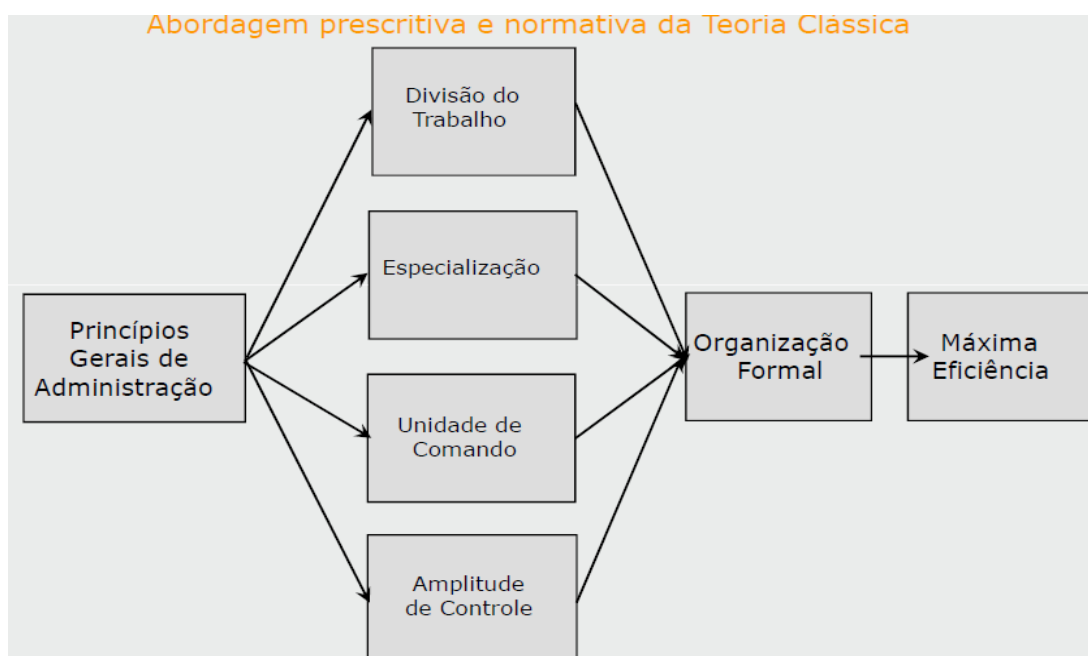 Abordagem prescritiva e normativa da Teoria Clássica
Divisão do
Trabalho
Especialização
Princípios
Gerais de
Administração
Unidade de
Comando
Amplitude
de Controle
Organização
Formal
Máxima
Eficiência